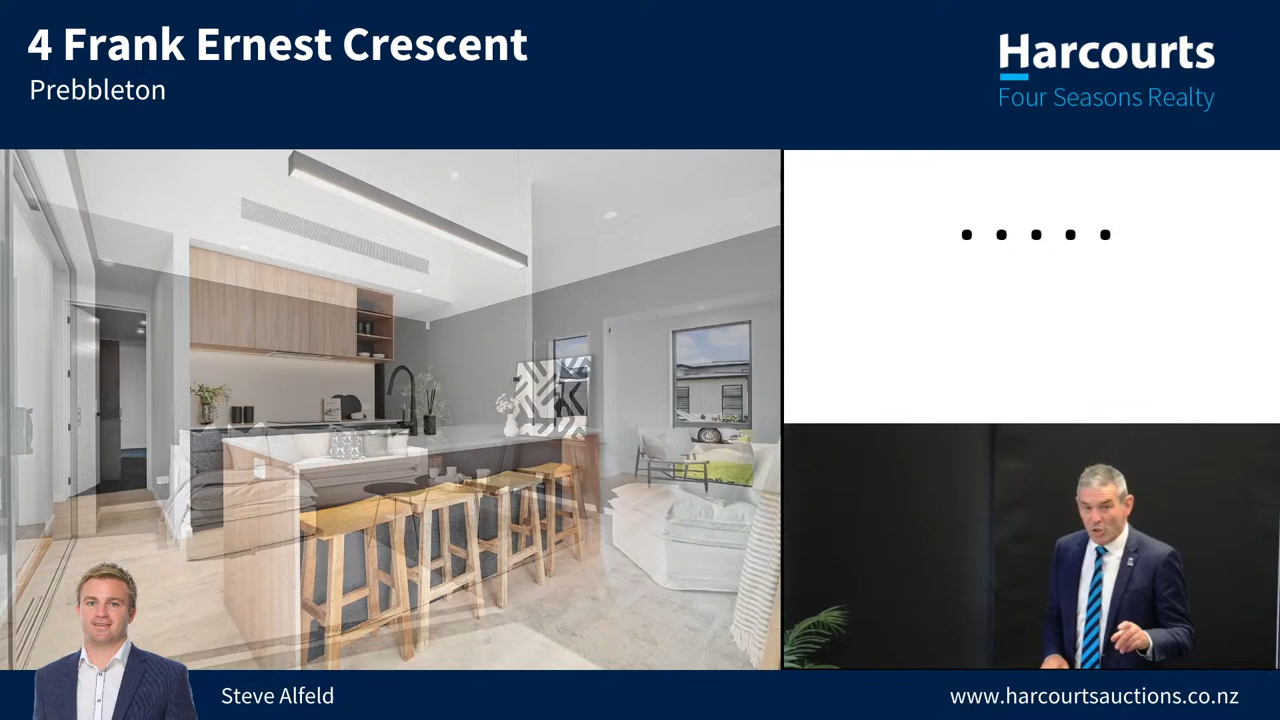 4 Frank Ernest Crescent
Prebbleton
Harcourts
Four Seasons Realty
.....
Steve Alfeld
www.harcourtsauctions.co.nz